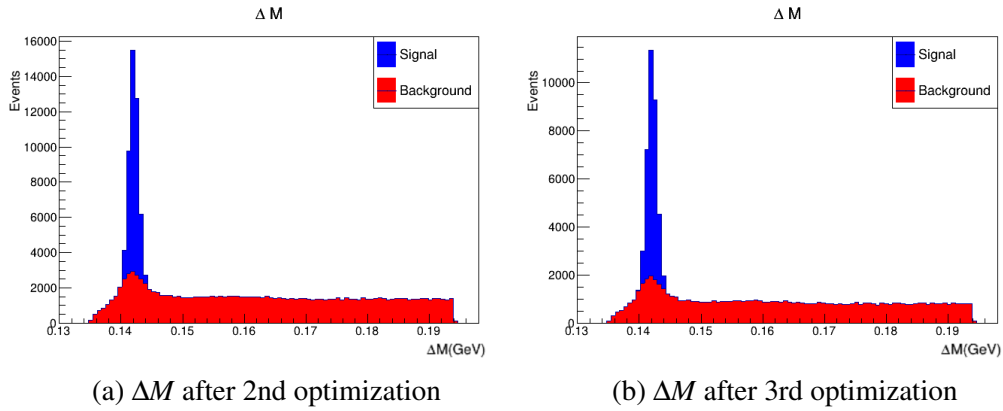 Δ M
Events
16000
14000
12000
10000
8000
6000
4000
2000
0
0.13 0.14 0.15 0.16 0.17 0.18 0.19
ΔM(GeV)
Signal
Background
(a) ΔM after 2nd optimization
Δ M
Events
10000
8000
6000
4000
2000
0
0.13 0.14 0.15 0.16 0.17 0.18 0.19
ΔM(GeV)
Signal
Background
(b) ΔM after 3rd optimization